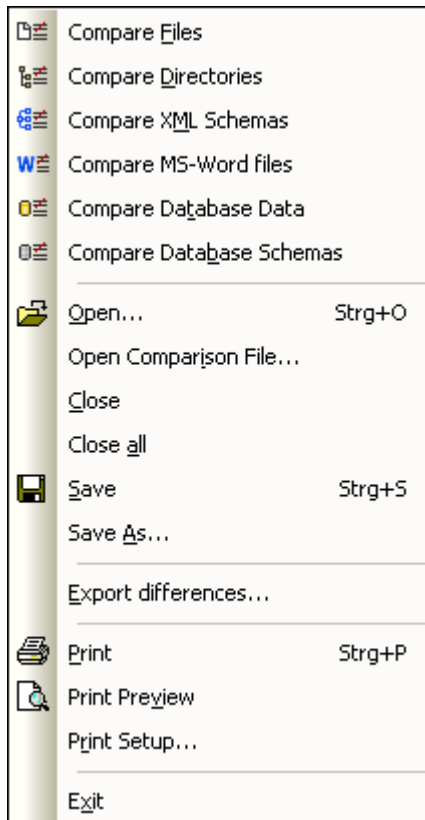 Compare Files
Compare Directories
Compare XML Schemas
Compare MS-Word files
Compare Database Data
Compare Database Schemas
Open... Strg+O
Open Comparison File...
Close
Close all
Save Strg+S
Save As...
Export differences...
Print Strg+P
Print Preview
Print Setup...
Exit